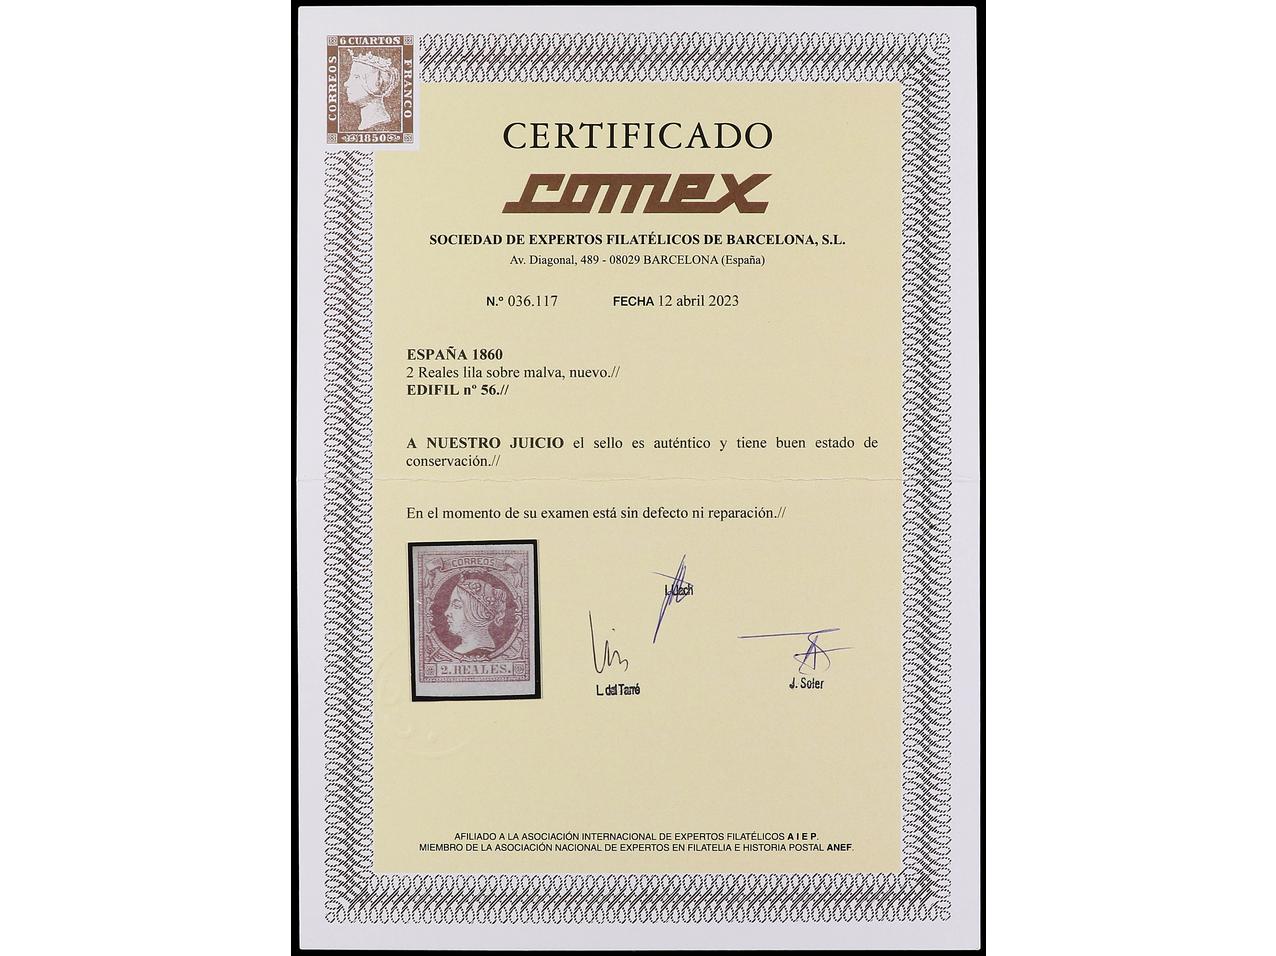 6 CUARTOS
CORREOS
FRANCO
1850
CERTIFICADO
comex
SOCIEDAD DE EXPERTOS FILATÉLICOS DE BARCELONA, S.L.
Av. Diagonal, 489 - 08029 BARCELONA (España)
N.º 036.117 FECHA 12 abril 2023
ESPAÑA 1860
2 Reales lila sobre malva, nuevo.//
EDIFIL nº 56.//
A NUESTRO JUICIO el sello es auténtico y tiene buen estado de
conservación.//
En el momento de su examen está sin defecto ni reparación.//
CORREOS
2. REALES.
L. del Tarré
J. Soler
AFILIADO A LA ASOCIACIÓN INTERNACIONAL DE EXPERTOS FILATÉLICOS A I E P.
MIEMBRO DE LA ASOCIACIÓN NACIONAL DE EXPERTOS EN FILATELIA E HISTORIA POSTAL ANEF.